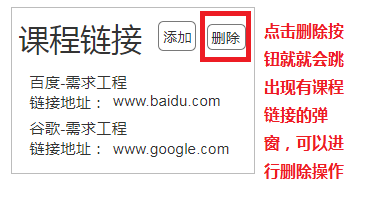 课程链接 添加 删除
百度-需求工程
链接地址： www.baidu.com
谷歌-需求工程
链接地址： www.google.com
点击删除按
钮就就会跳
出现有课程
链接的弹
窗，可以进
行删除操作